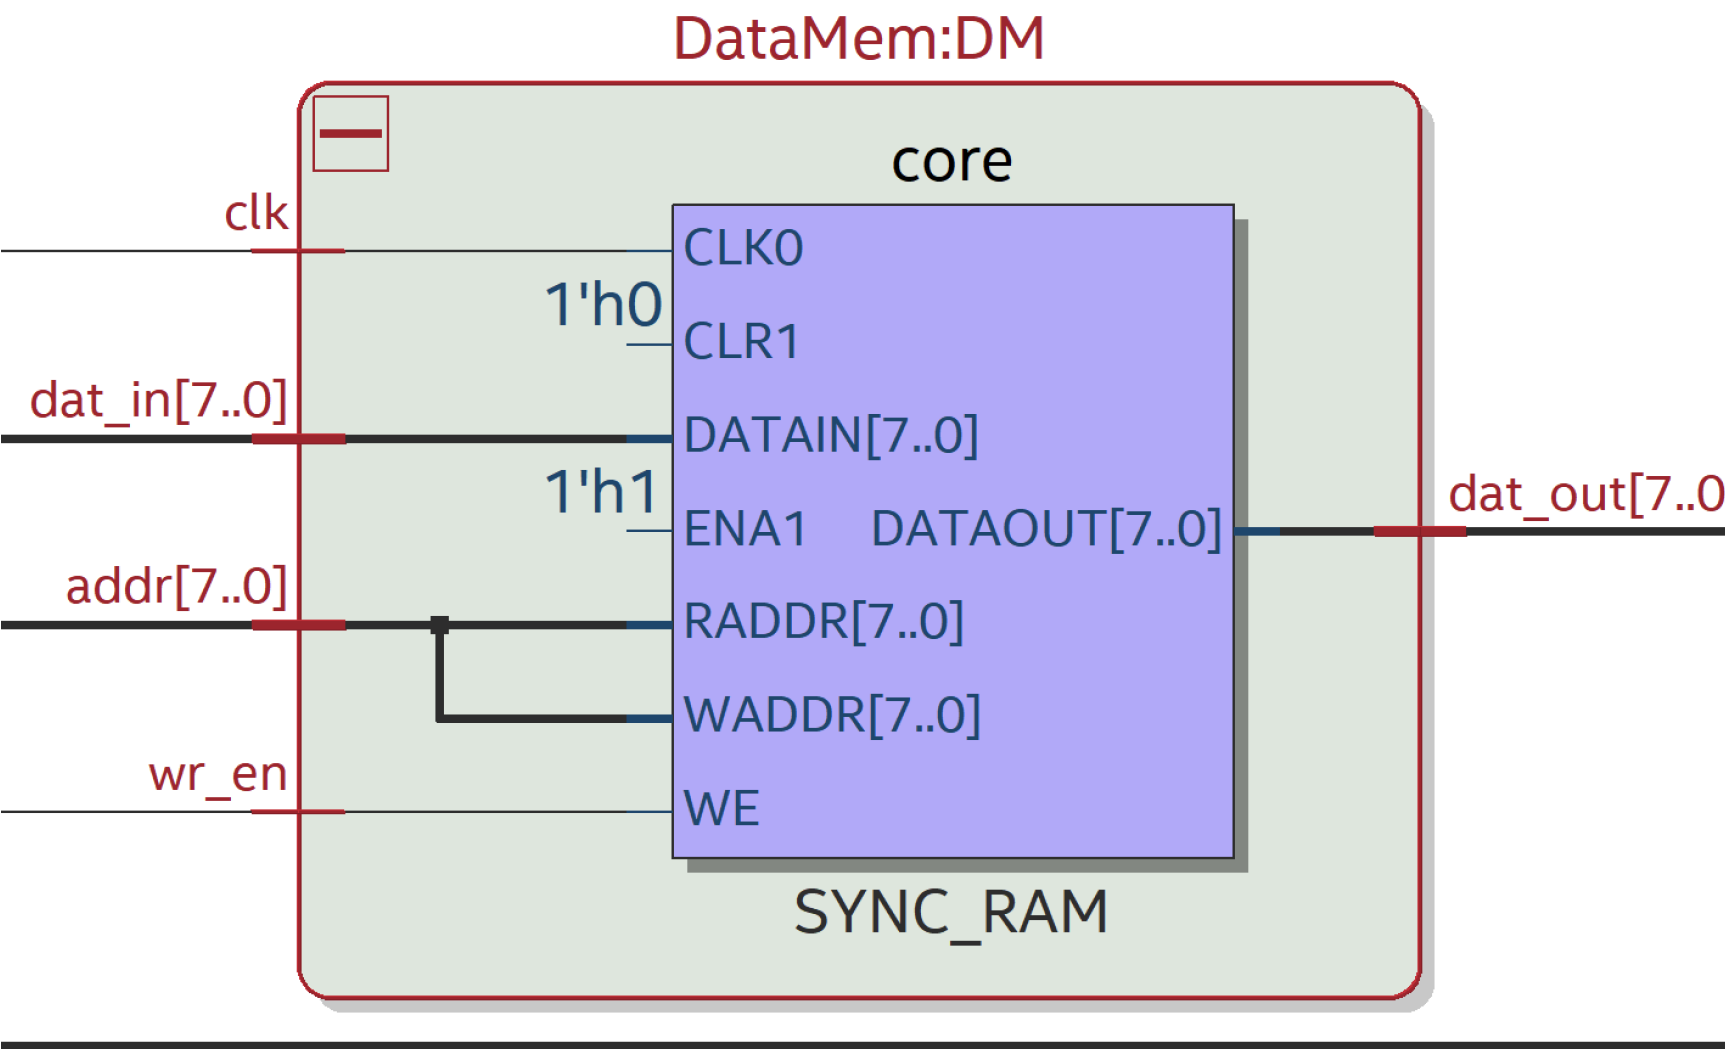 DataMem:DM
core
clk
CLK0
1'h0
CLR1
dat_in[7..0]
DATAIN[7..0]
1'h1
ENA1
DATAOUT[7..0]
dat_out[7..0
addr[7..0]
RADDR[7..0]
WADDR[7..0]
wr_en
WE
SYNC_RAM